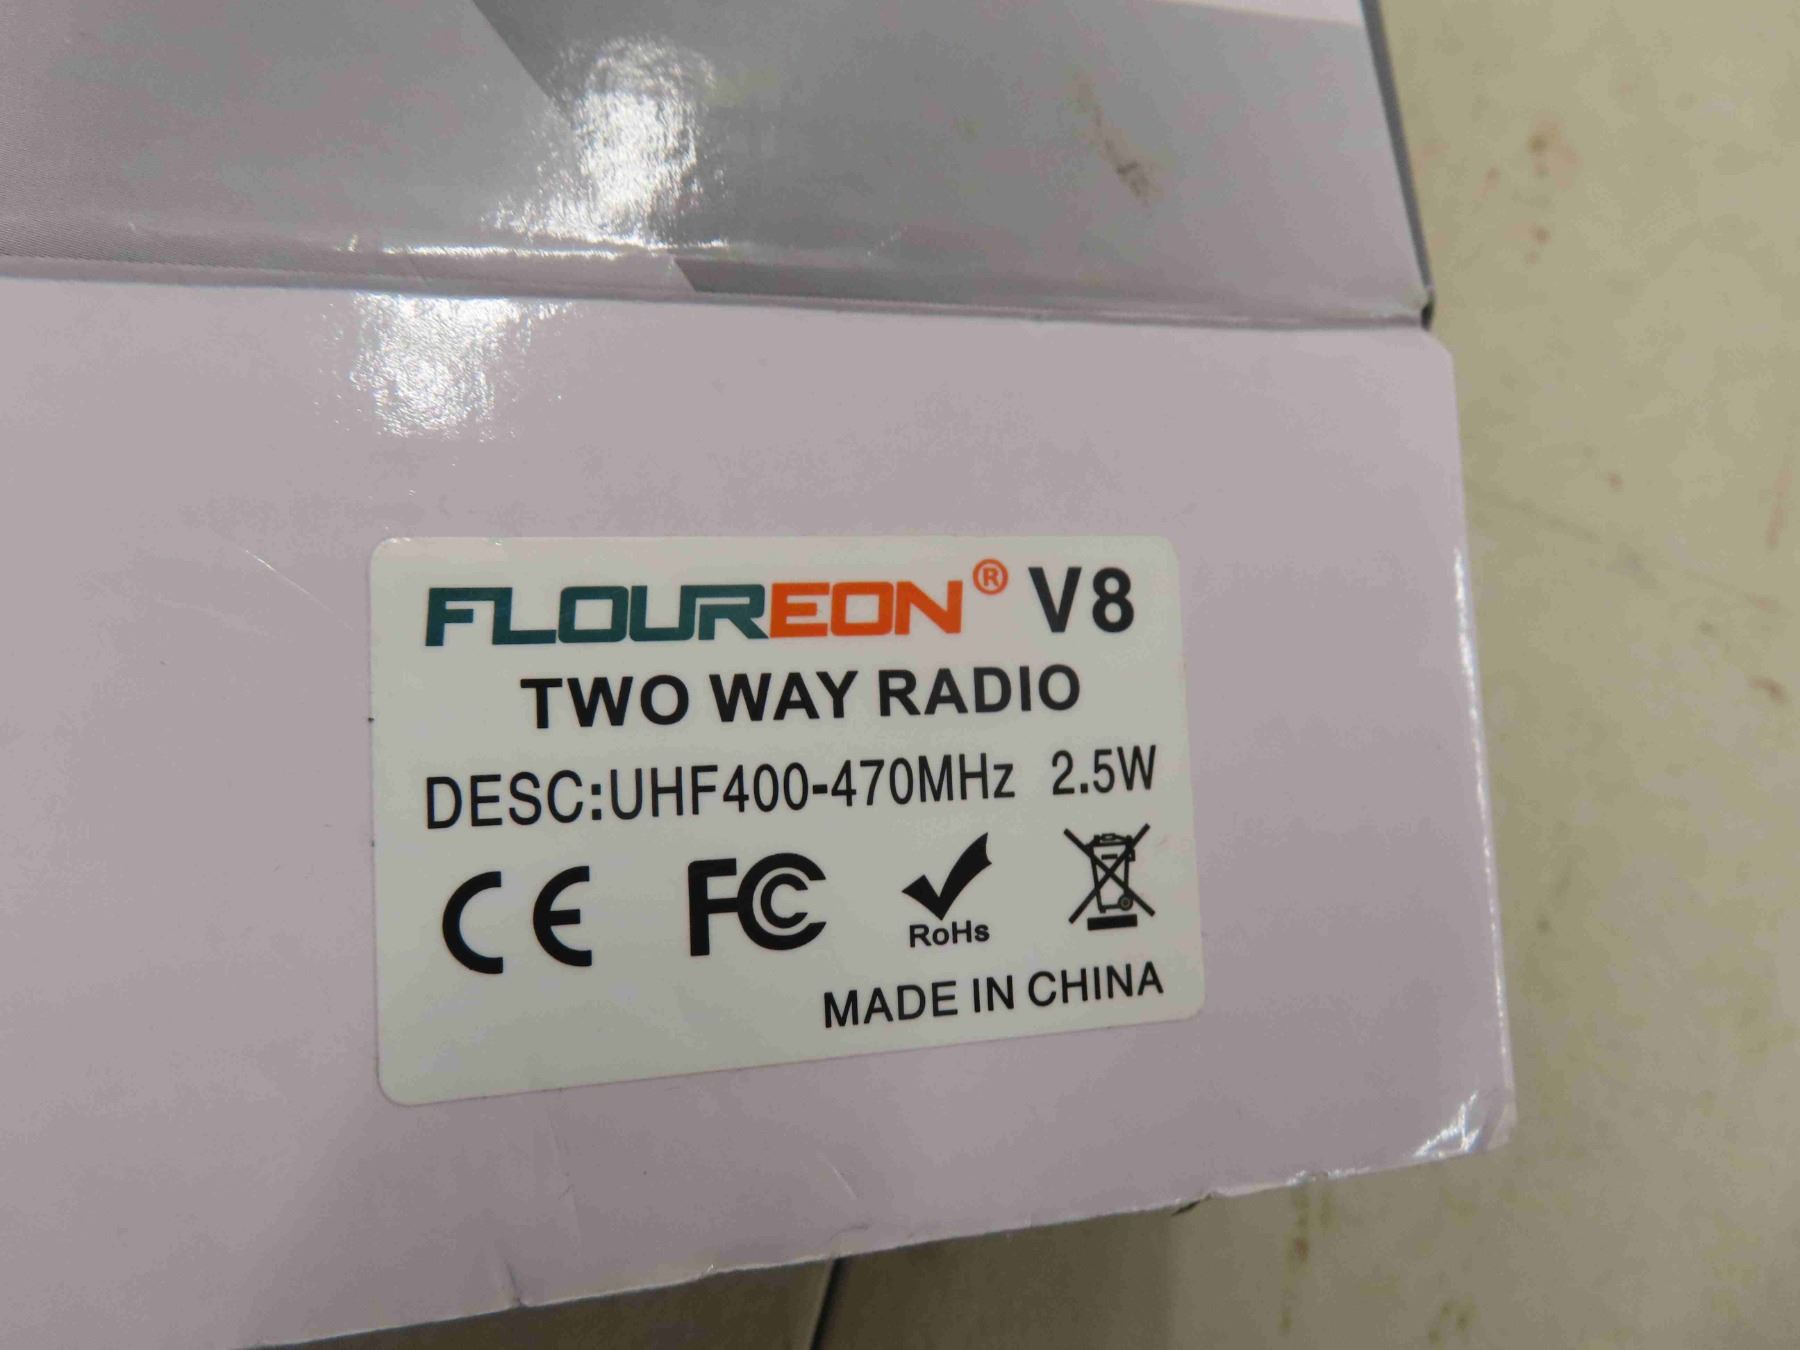 FLOUREON® V8
TWO WAY RADIO
DESC:UHF400-470MHz 2.5W
CE FC RoHs
MADE IN CHINA